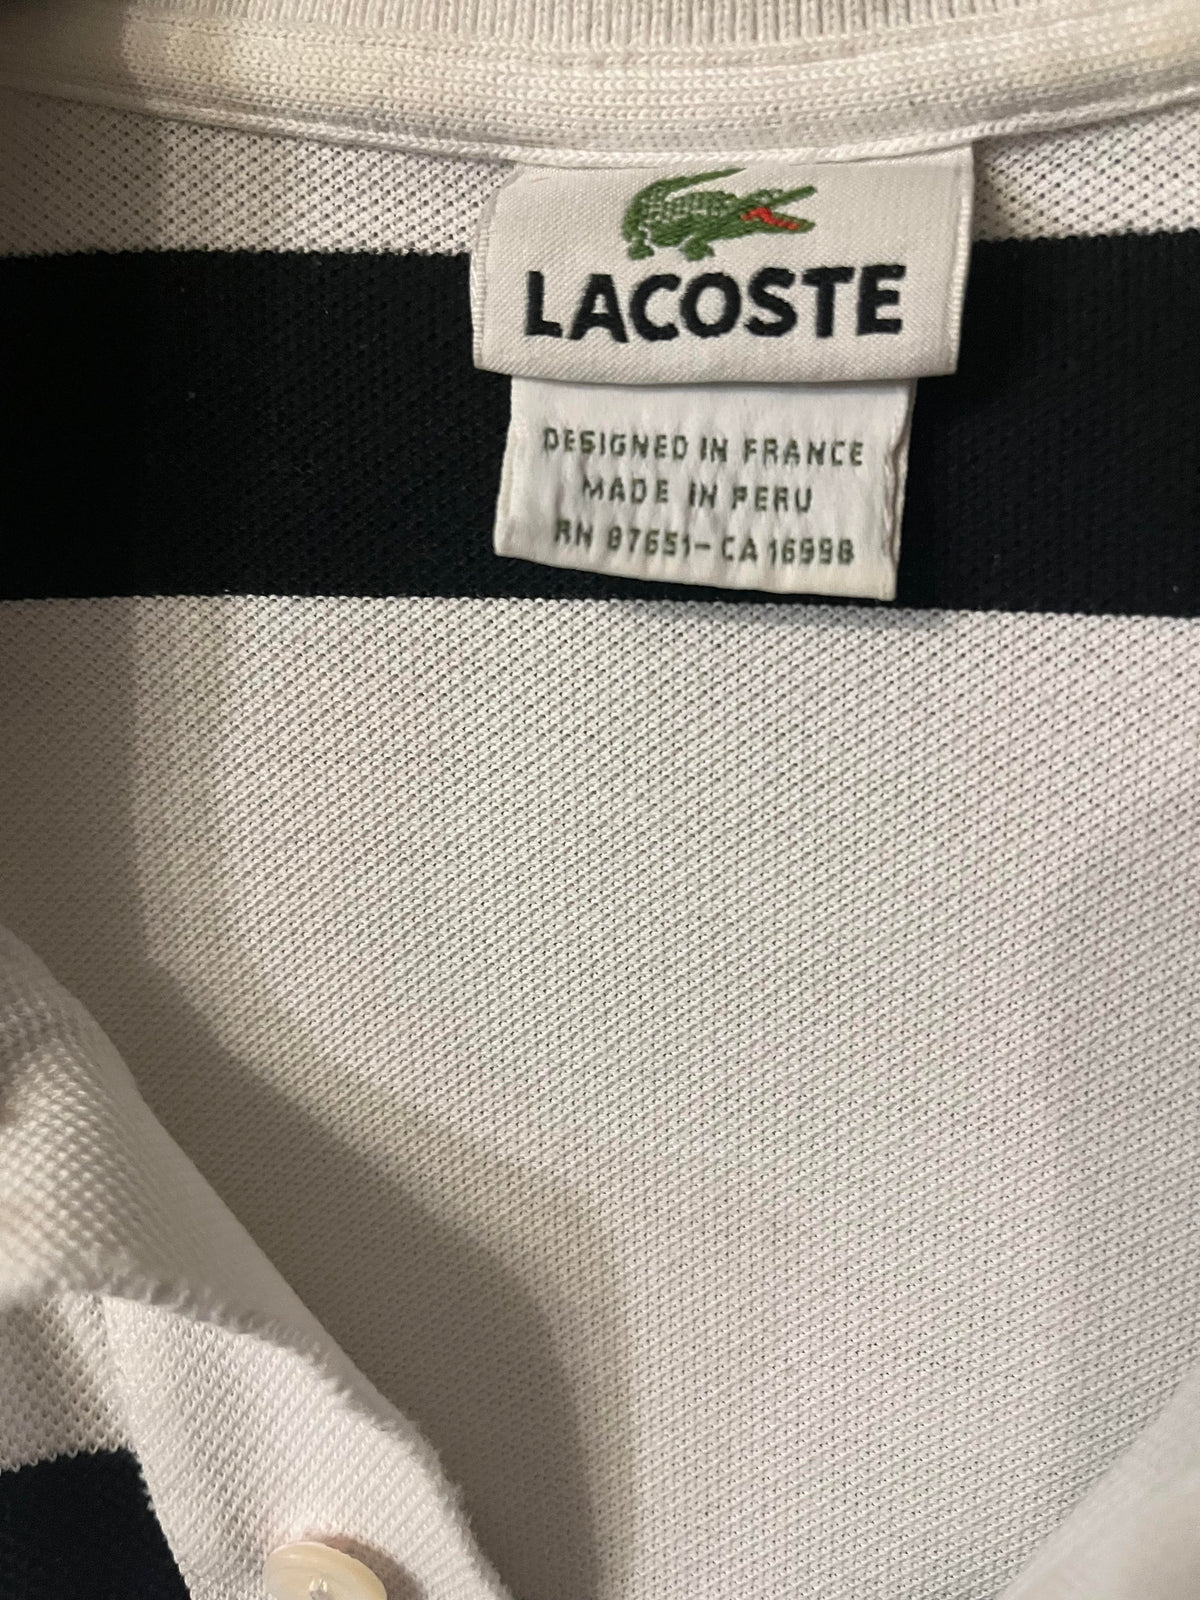 LACOSTE
DESIGNED IN FRANCE
MADE IN PERU
RN 87651-CA 16998